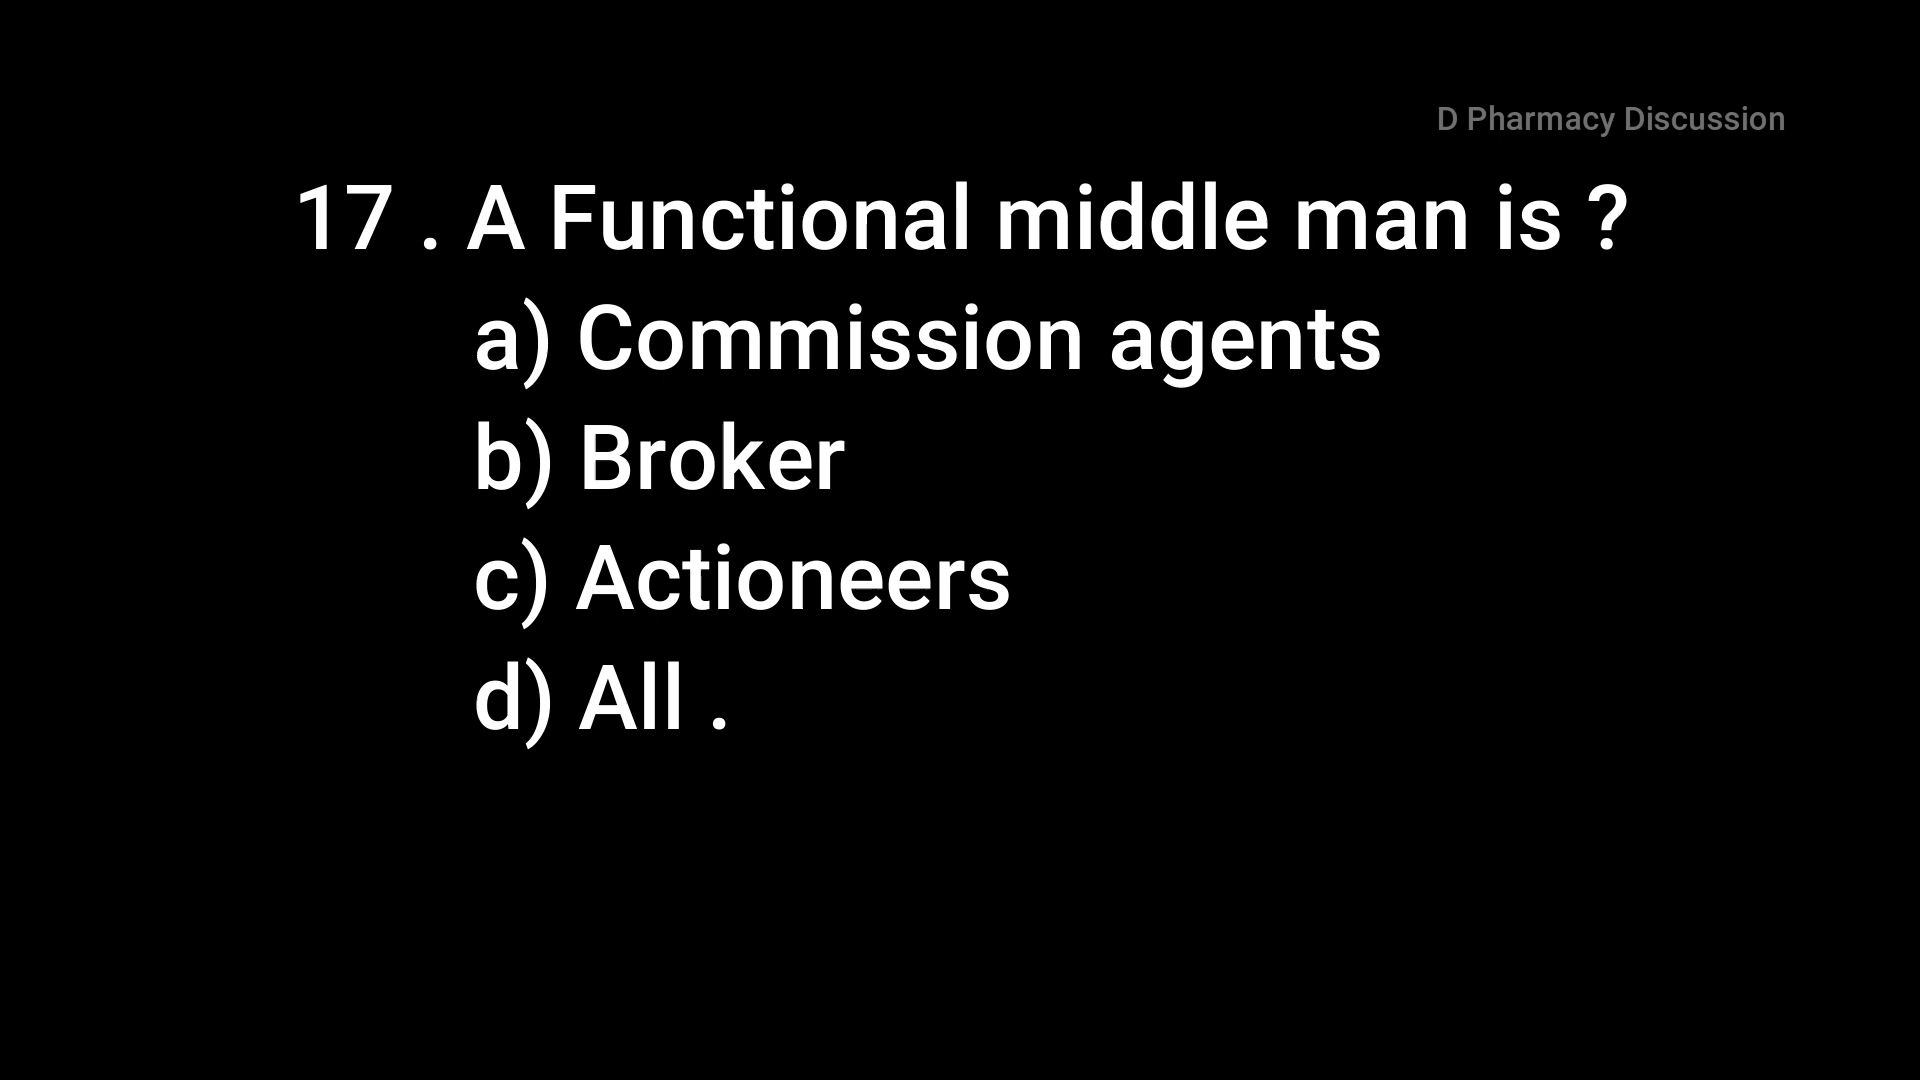 D Pharmacy Discussion
17 . A Functional middle man is ?
a) Commission agents
b) Broker
c) Actioneers
d) All .